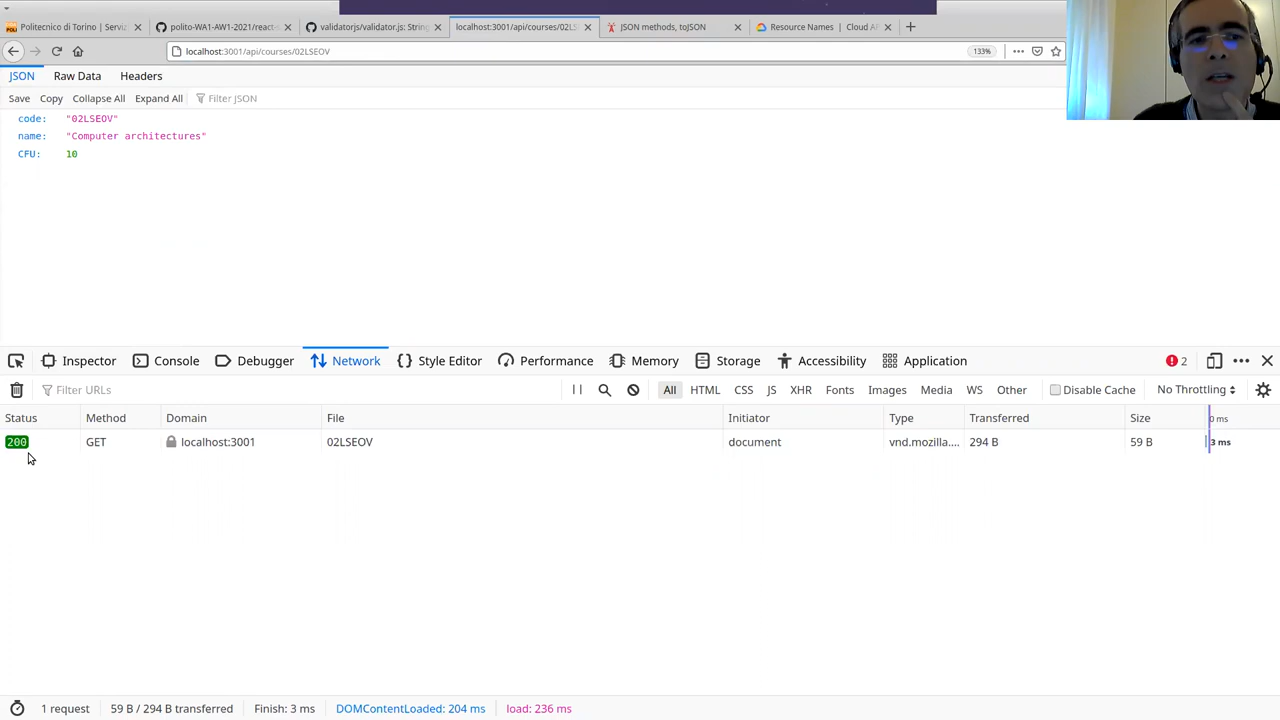 Politecnico di Torino | Serviz
polito-WA1-AW1-2021/react-
validatorjs/validator.js: String
localhost:3001/api/courses/02LS
JSON methods, toJSON
Resource Names | Cloud AP
localhost:3001/api/courses/02LSEOV
133%
JSON Raw Data Headers
Save Copy Collapse All Expand All Filter JSON
code: "02LSEOV"
name: "Computer architectures"
CFU: 10
Inspector Console Debugger Network Style Editor Performance Memory Storage Accessibility Application 2
Filter URLs All HTML CSS JS XHR Fonts Images Media WS Other Disable Cache No Throttling
Status Method Domain File Initiator Type Transferred Size 0 ms
200 GET localhost:3001 02LSEOV document vnd.mozilla.... 294 B 59 B 3 ms
1 request 59 B / 294 B transferred Finish: 3 ms DOMContentLoaded: 204 ms load: 236 ms